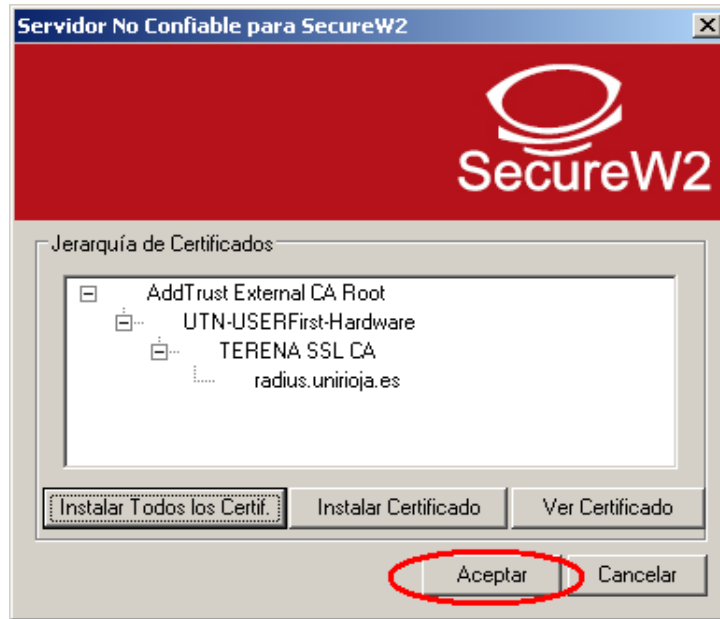 Servidor No Confiable para SecureW2
SecureW2
Jerarquía de Certificados
AddTrust External CA Root
UTN-USERFirst-Hardware
TERENA SSL CA
radius.unirioja.es
Instalar Todos los Certif. Instalar Certificado Ver Certificado
Aceptar Cancelar